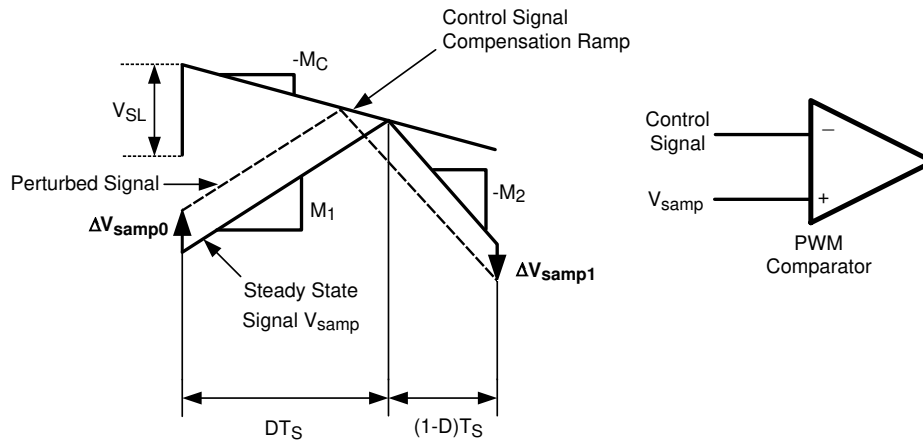 Control Signal
Compensation Ramp
-M_C
V_SL
Control
Signal
−
V_samp
+
PWM
Comparator
Perturbed Signal
M_1
-M_2
ΔV_samp0
ΔV_samp1
Steady State
Signal V_samp
DT_S
(1-D)T_S